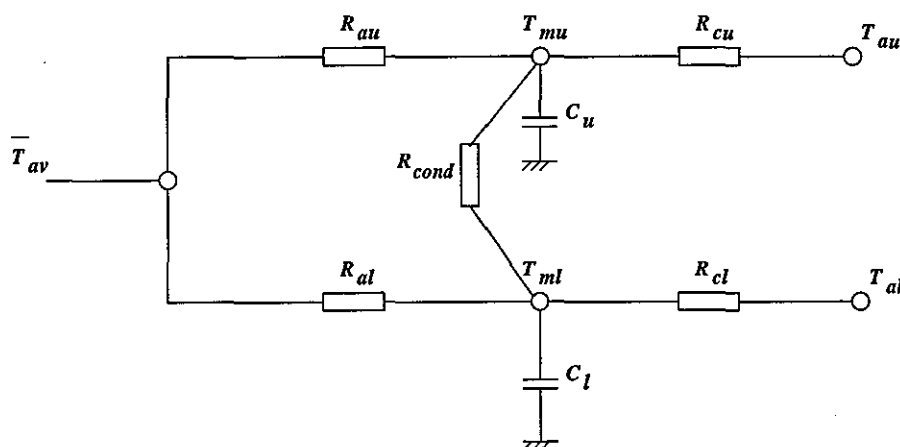 R_au T_mu R_cu T_au
C_u
T̅_av
R_cond
R_al T_ml R_cl T_al
C_l